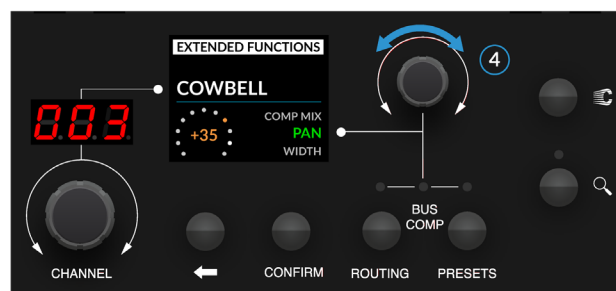 EXTENDED FUNCTIONS
4
COWBELL
003
COMP MIX
+35
PAN
WIDTH
BUS
COMP
CHANNEL
CONFIRM
ROUTING
PRESETS